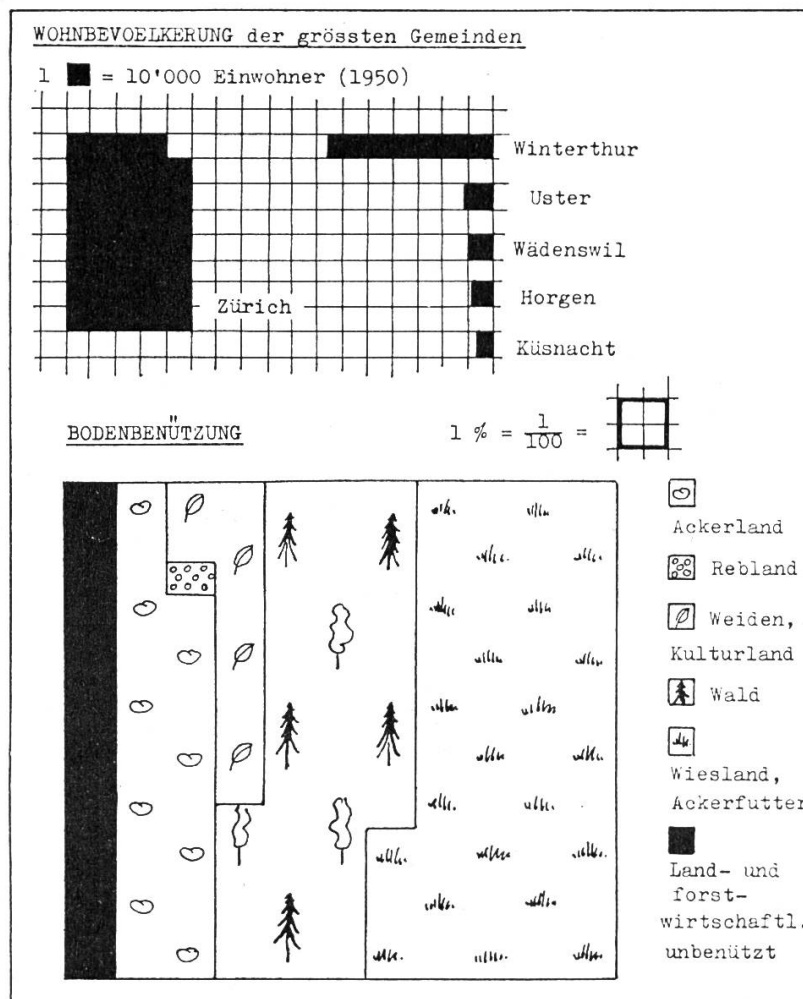 WOHNBEVOELKERUNG der grössten Gemeinden
1 = 10'000 Einwohner (1950)
Winterthur
Uster
Wädenswil
Zürich
Horgen
Küsnacht
BODENBENÜTZUNG
1 % = 1/100 =
Ackerland
Rebland
Weiden,
Kulturland
Wald
Wiesland,
Ackerfutter
Land- und
forst-
wirtschaftl.
unbenützt